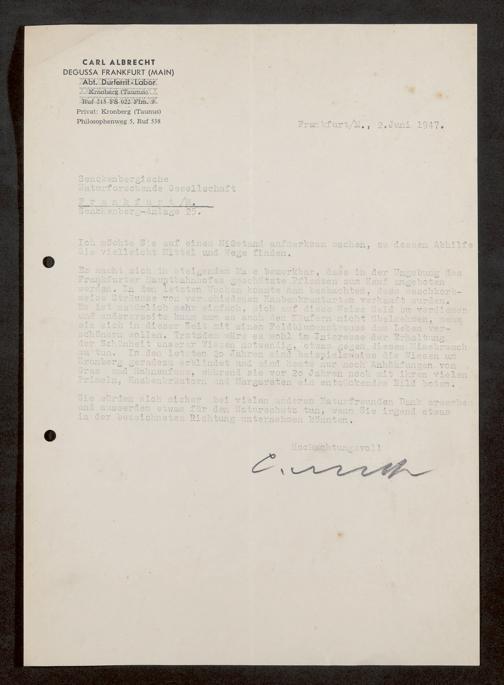 CARL ALBRECHT
DEGUSSA FRANKFURT (MAIN)
Abt. Durferrit-Labor
Kronberg (Taunus)
Ruf 215 FS 022 Ffm.
Privat: Kronberg (Taunus)
Philosophenweg 5, Ruf 538
Frankfurt/M., 2.Juni 1947.
Senckenbergische
Naturforschende Gesellschaft
Frankfurt/M.
Senckenberg-Anlage 25.
Ich möchte Sie auf einen Mißstand aufmerksam machen, zu dessen Abhilfe
Sie vielleicht Mittel und Wege finden.
Es macht sich in steigendem Maße bemerkbar, dass in der Umgebung des
Frankfurter Hauptbahnhofes geschützte Pflanzen zum Kauf angeboten
werden. In den letzten Wochen konnte man beobachten, dass Waschkorb-
weise Sträusse von verschiedenen Knabenkrautarten verkauft wurden.
Es ist natürlich sehr einfach, sich auf diese Weise Geld zu verdienen
und andererseits kann man es auch den Käufern nicht übelnehmen, wenn
sie sich in dieser Zeit mit einen Feldblumenstrauss das Leben ver-
schönern wollen. Trotzdem wäre es wohl im Interesse der Erhaltung
der Schönheit unserer Wiesen notwendig, etwas gegen diesen Missbrauch
zu tun. In den letzten 20 Jahren sind beispielsweise die Wiesen um
Kronberg geradezu erblindet und sind heute nur noch Anhäufungen von
Gras und Hahnenfuss, während sie vor 20 Jahren noch mit ihren vielen
Primeln, Knabenkräutern und Margareten ein entzückendes Bild boten.
Sie würden sich sicher bei vielen anderen Naturfreunden Dank erwerben
und ausserdem etwas für den Naturschutz tun, wenn Sie irgend etwas
in der bezeichneten Richtung unternehmen könnten.
Hochachtungsvoll